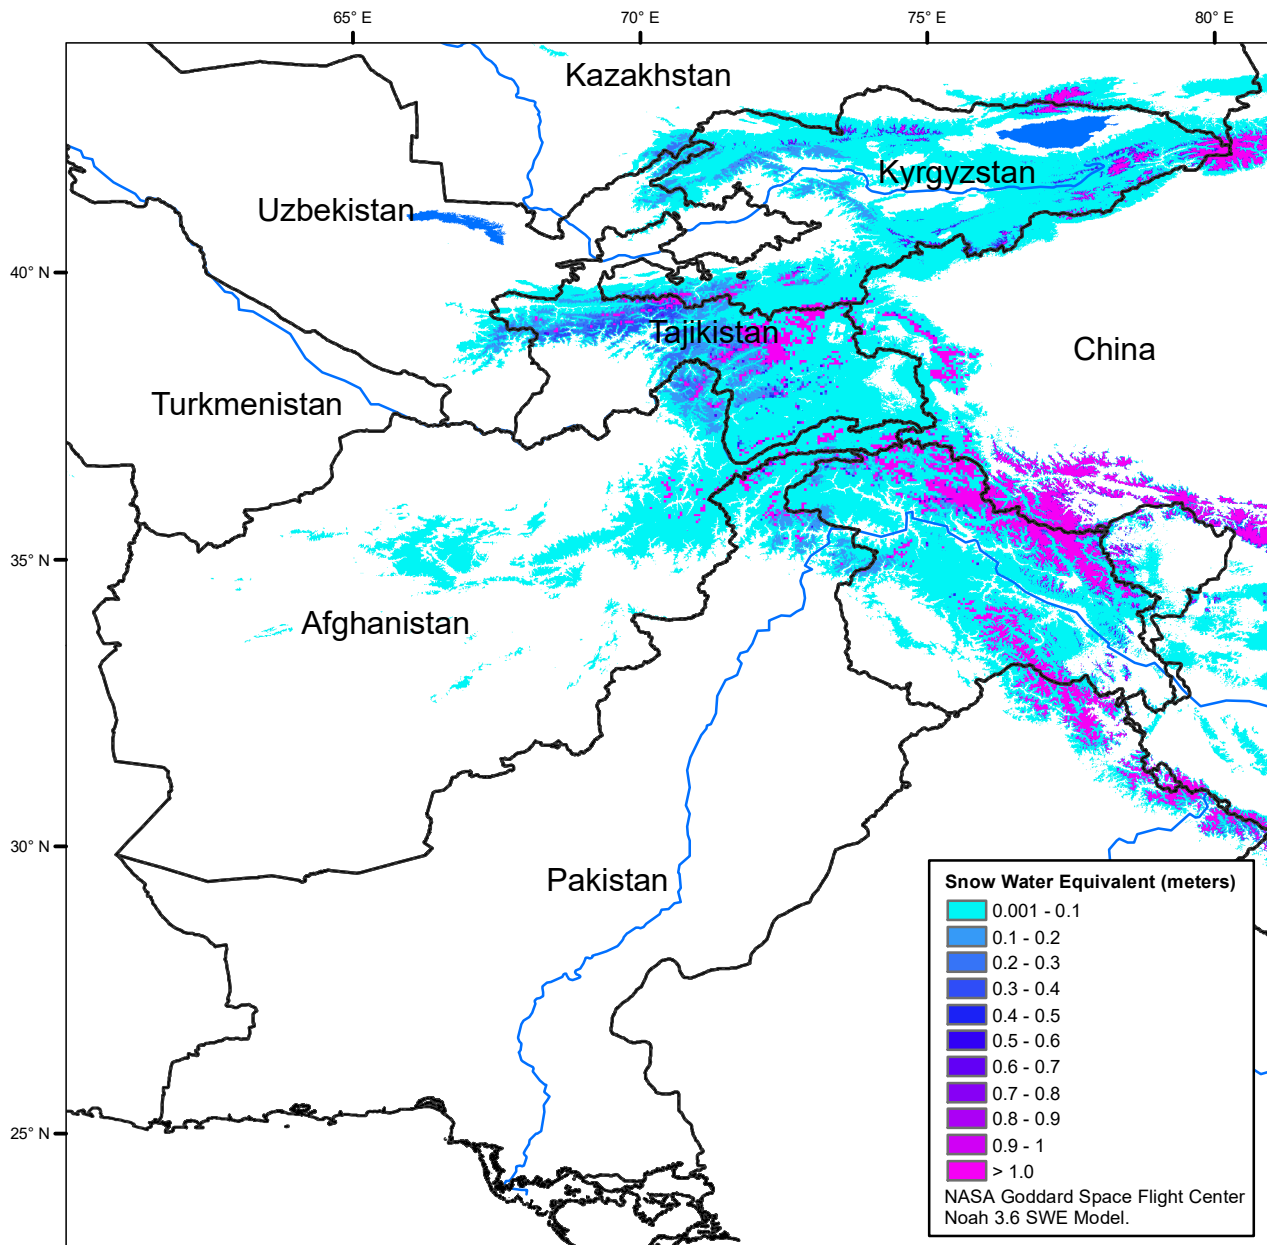 65° E
70° E
75° E
80° E
Kazakhstan
Kyrgyzstan
Uzbekistan
40° N
Tajikistan
China
Turkmenistan
35° N
Afghanistan
30° N
Pakistan
25° N
Snow Water Equivalent (meters)
0.001 - 0.1
0.1 - 0.2
0.2 - 0.3
0.3 - 0.4
0.4 - 0.5
0.5 - 0.6
0.6 - 0.7
0.7 - 0.8
0.8 - 0.9
0.9 - 1
> 1.0
NASA Goddard Space Flight Center
Noah 3.6 SWE Model.